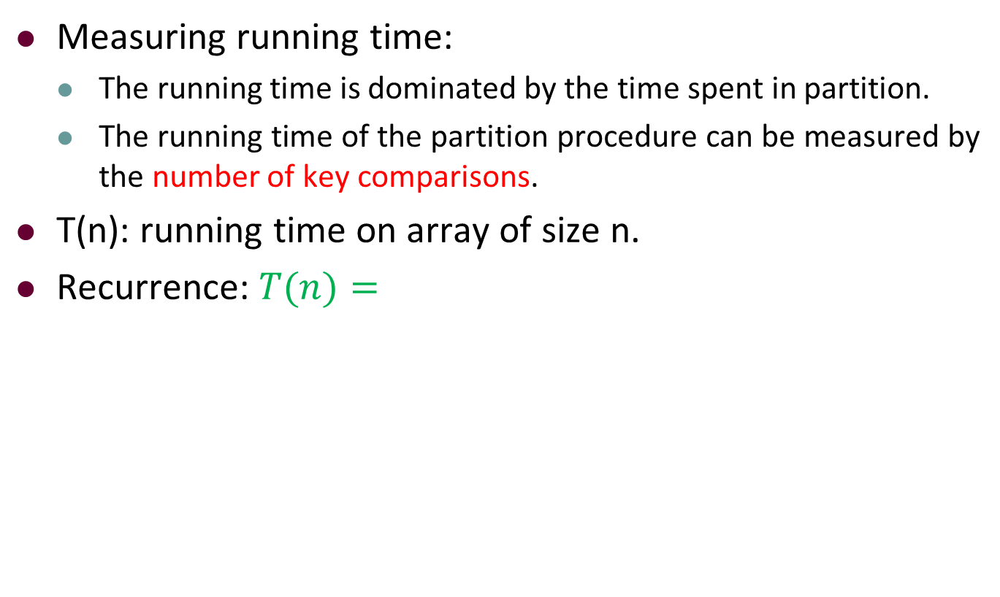 ● Measuring running time:
● The running time is dominated by the time spent in partition.
● The running time of the partition procedure can be measured by
the number of key comparisons.
● T(n): running time on array of size n.
● Recurrence: T(n) =